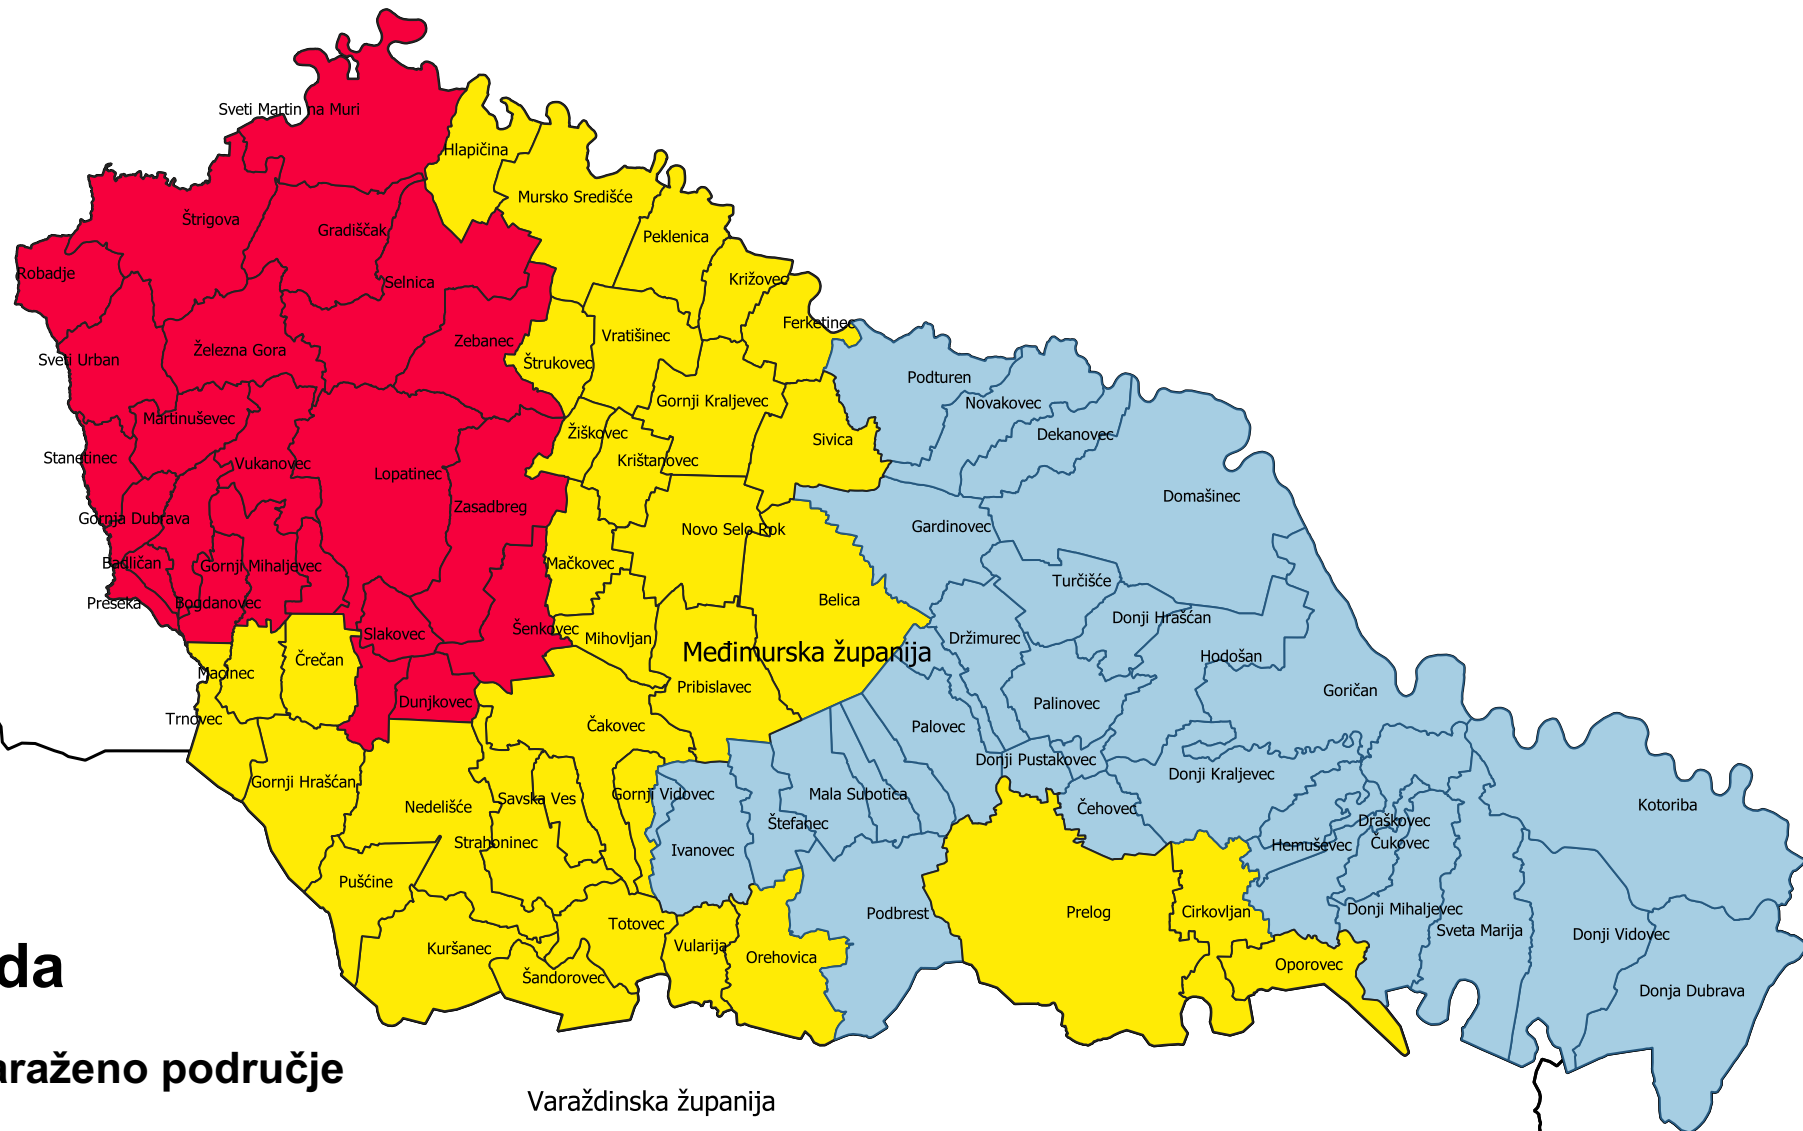 Sveti Martin na Muri
Hlapičina
Mursko Središće
Štrigova
Gradiščak
Peklenica
Robadje
Selnica
Križovec
Ferketinec
Sveti Urban
Železna Gora
Zebanec
Vratišinec
Štrukovec
Podturen
Gornji Kraljevec
Novakovec
Martinuševec
Žiškovec
Sivica
Dekanovec
Stanetinec
Vukanovec
Lopatinec
Krištanovec
Domašinec
Zasadbreg
Gornja Dubrava
Novo Selo Rok
Gardinovec
Badličan
Gornji Mihaljevec
Mačkovec
Turčišće
Preseka
Bogdanovec
Belica
Donji Hrašćan
Slakovec
Šenkovec
Mihovljan
Držimurec
Međimurska županija
Črečan
Hodošan
Macinec
Pribislavec
Goričan
Dunjkovec
Palinovec
Trnovec
Čakovec
Palovec
Donji Pustakovec
Gornji Hrašćan
Donji Kraljevec
Nedelišće
Savska Ves
Gornji Vidovec
Mala Subotica
Čehovec
Kotoriba
Štefanec
Draškovec
Strahoninec
Ivanovec
Hemuševec
Čukovec
Pušćine
Podbrest
Prelog
Cirkovljan
Donji Mihaljevec
Totovec
Sveta Marija
Donji Vidovec
Kuršanec
Vularija
Orehovica
Oporovec
da
Šandorovec
Donja Dubrava
araženo područje
Varaždinska županija